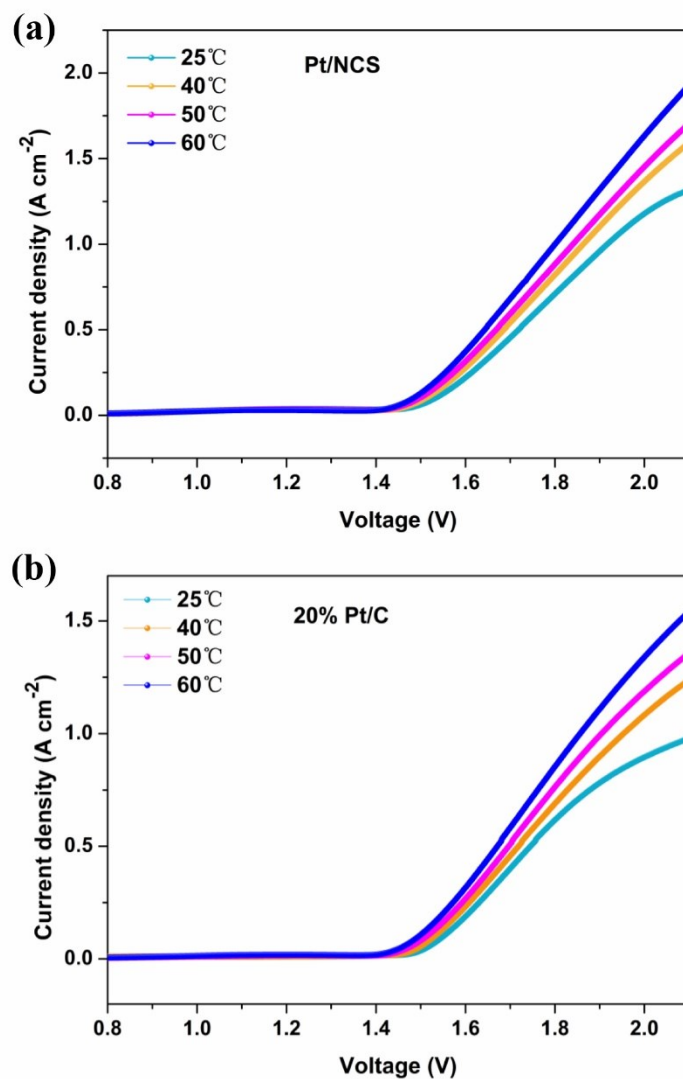 (a)
Pt/NCS
25℃
40℃
50℃
60℃
Current density (A cm⁻²)
2.0
1.5
1.0
0.5
0.0
0.8 1.0 1.2 1.4 1.6 1.8 2.0
Voltage (V)
(b)
20% Pt/C
25℃
40℃
50℃
60℃
Current density (A cm⁻²)
1.5
1.0
0.5
0.0
0.8 1.0 1.2 1.4 1.6 1.8 2.0
Voltage (V)